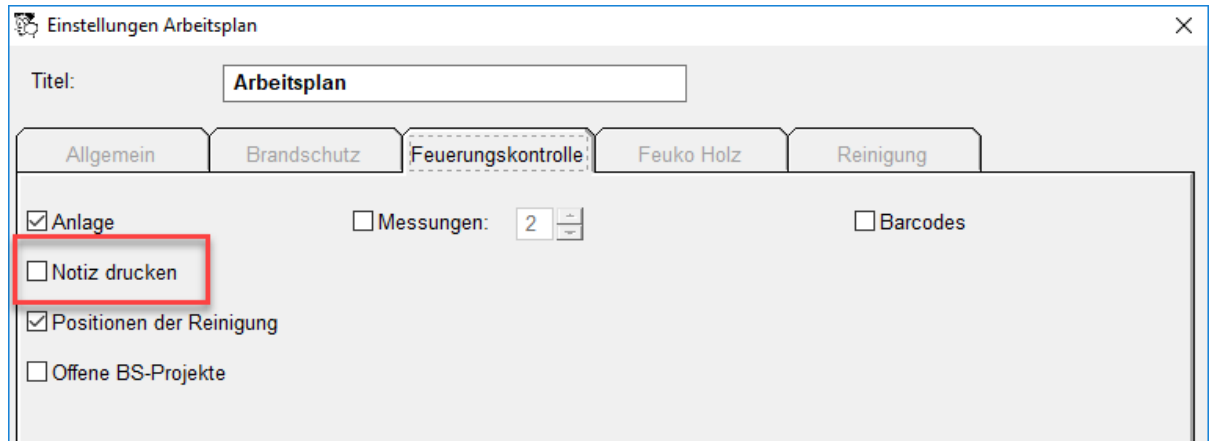 Einstellungen Arbeitsplan
Titel: Arbeitsplan
Allgemein Brandschutz Feuerungskontrolle Feuko Holz Reinigung
Anlage Messungen: 2 Barcodes
Notiz drucken
Positionen der Reinigung
Offene BS-Projekte